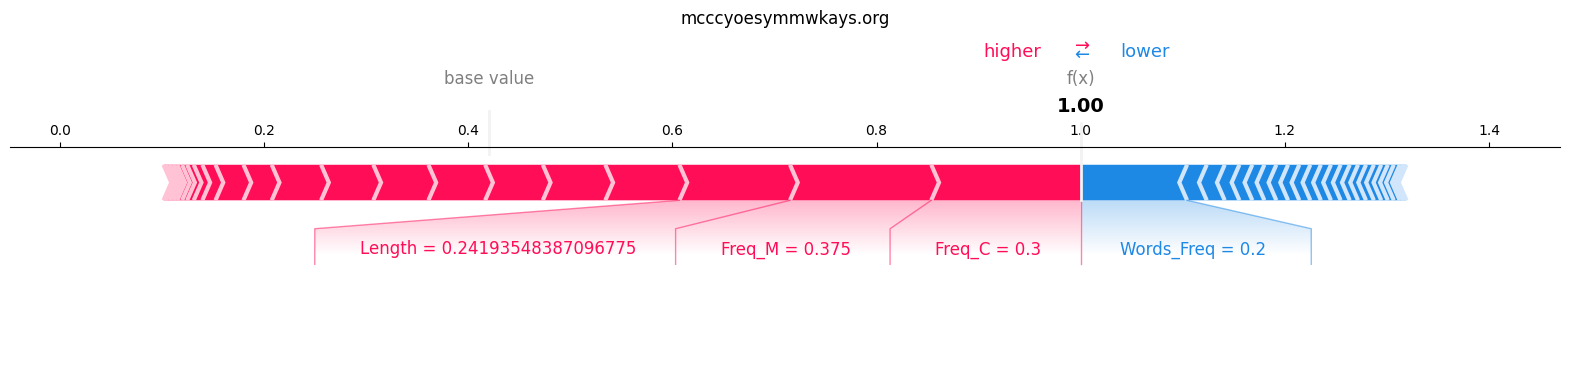 mcccyoesymmwkays.org
higher ⇄ lower
base value f(x)
1.00
0.0 0.2 0.4 0.6 0.8 1.0 1.2 1.4
Length = 0.24193548387096775 Freq_M = 0.375 Freq_C = 0.3 Words_Freq = 0.2